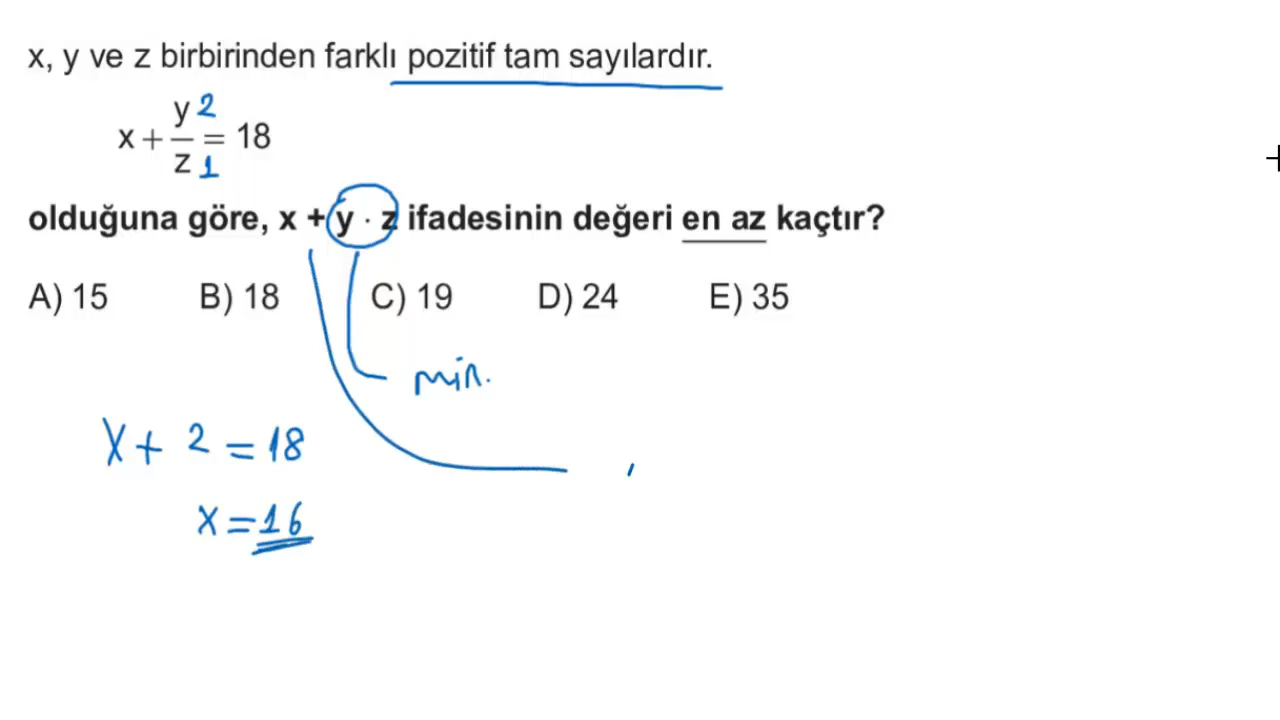 x, y ve z birbirinden farklı pozitif tam sayılardır.
x + y/z = 18
2
1
olduğuna göre, x + y · z ifadesinin değeri en az kaçtır?
A) 15 B) 18 C) 19 D) 24 E) 35
min.
x + 2 = 18
x = 16